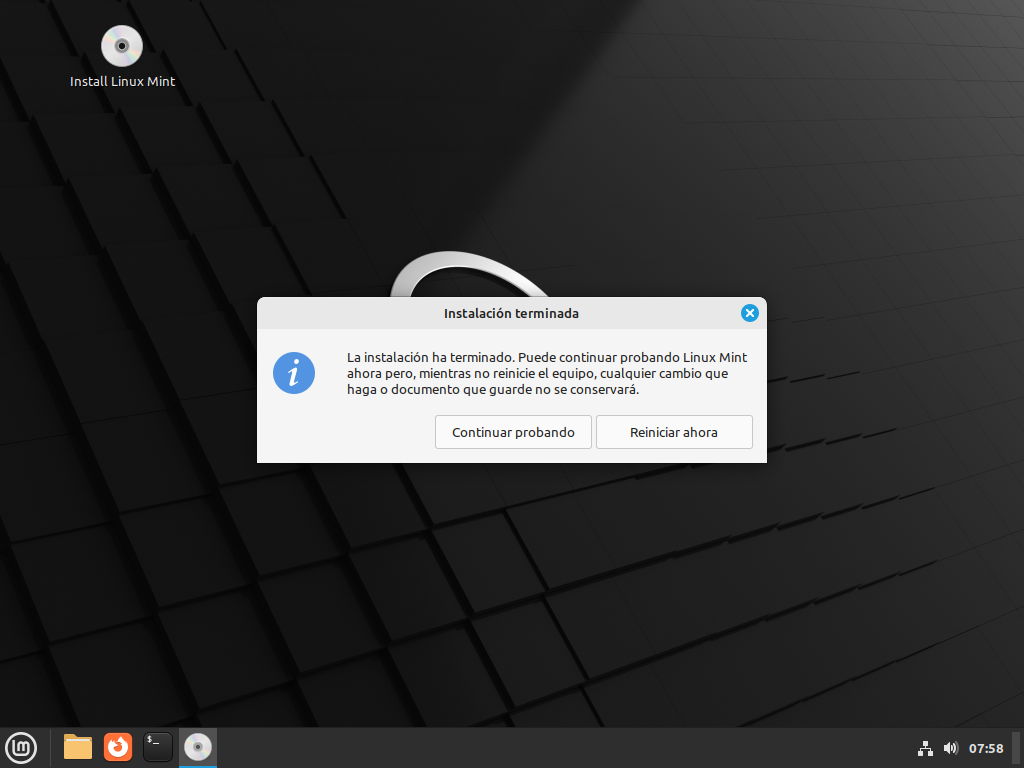 Install Linux Mint
Instalación terminada
La instalación ha terminado. Puede continuar probando Linux Mint
ahora pero, mientras no reinicie el equipo, cualquier cambio que
haga o documento que guarde no se conservará.
Continuar probando
Reiniciar ahora
$_
07:58